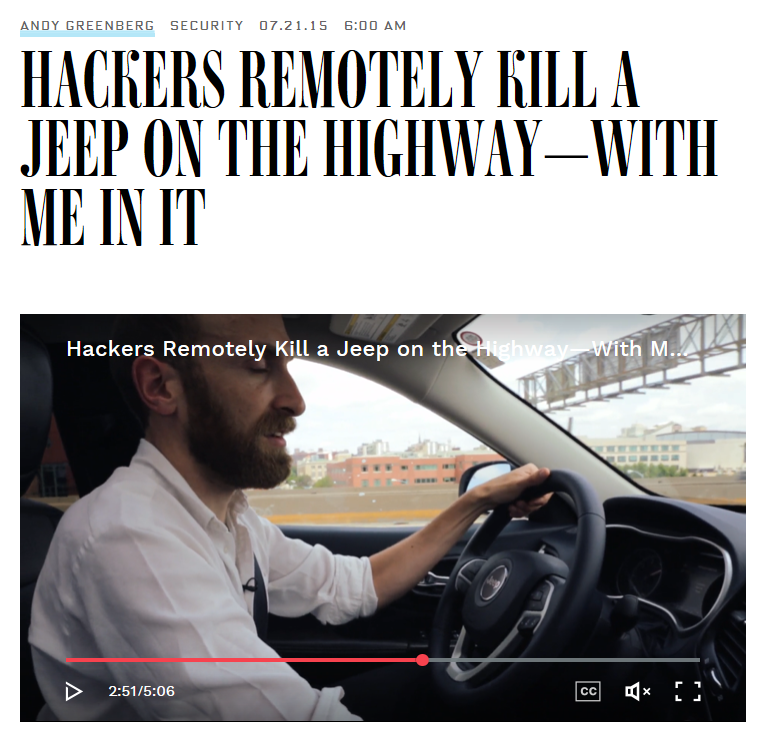 ANDY GREENBERG SECURITY 07.21.15 6:00 AM
HACKERS REMOTELY KILL A
JEEP ON THE HIGHWAY—WITH
ME IN IT
Hackers Remotely Kill a Jeep on the Highway—With M...
2:51/5:06
CC